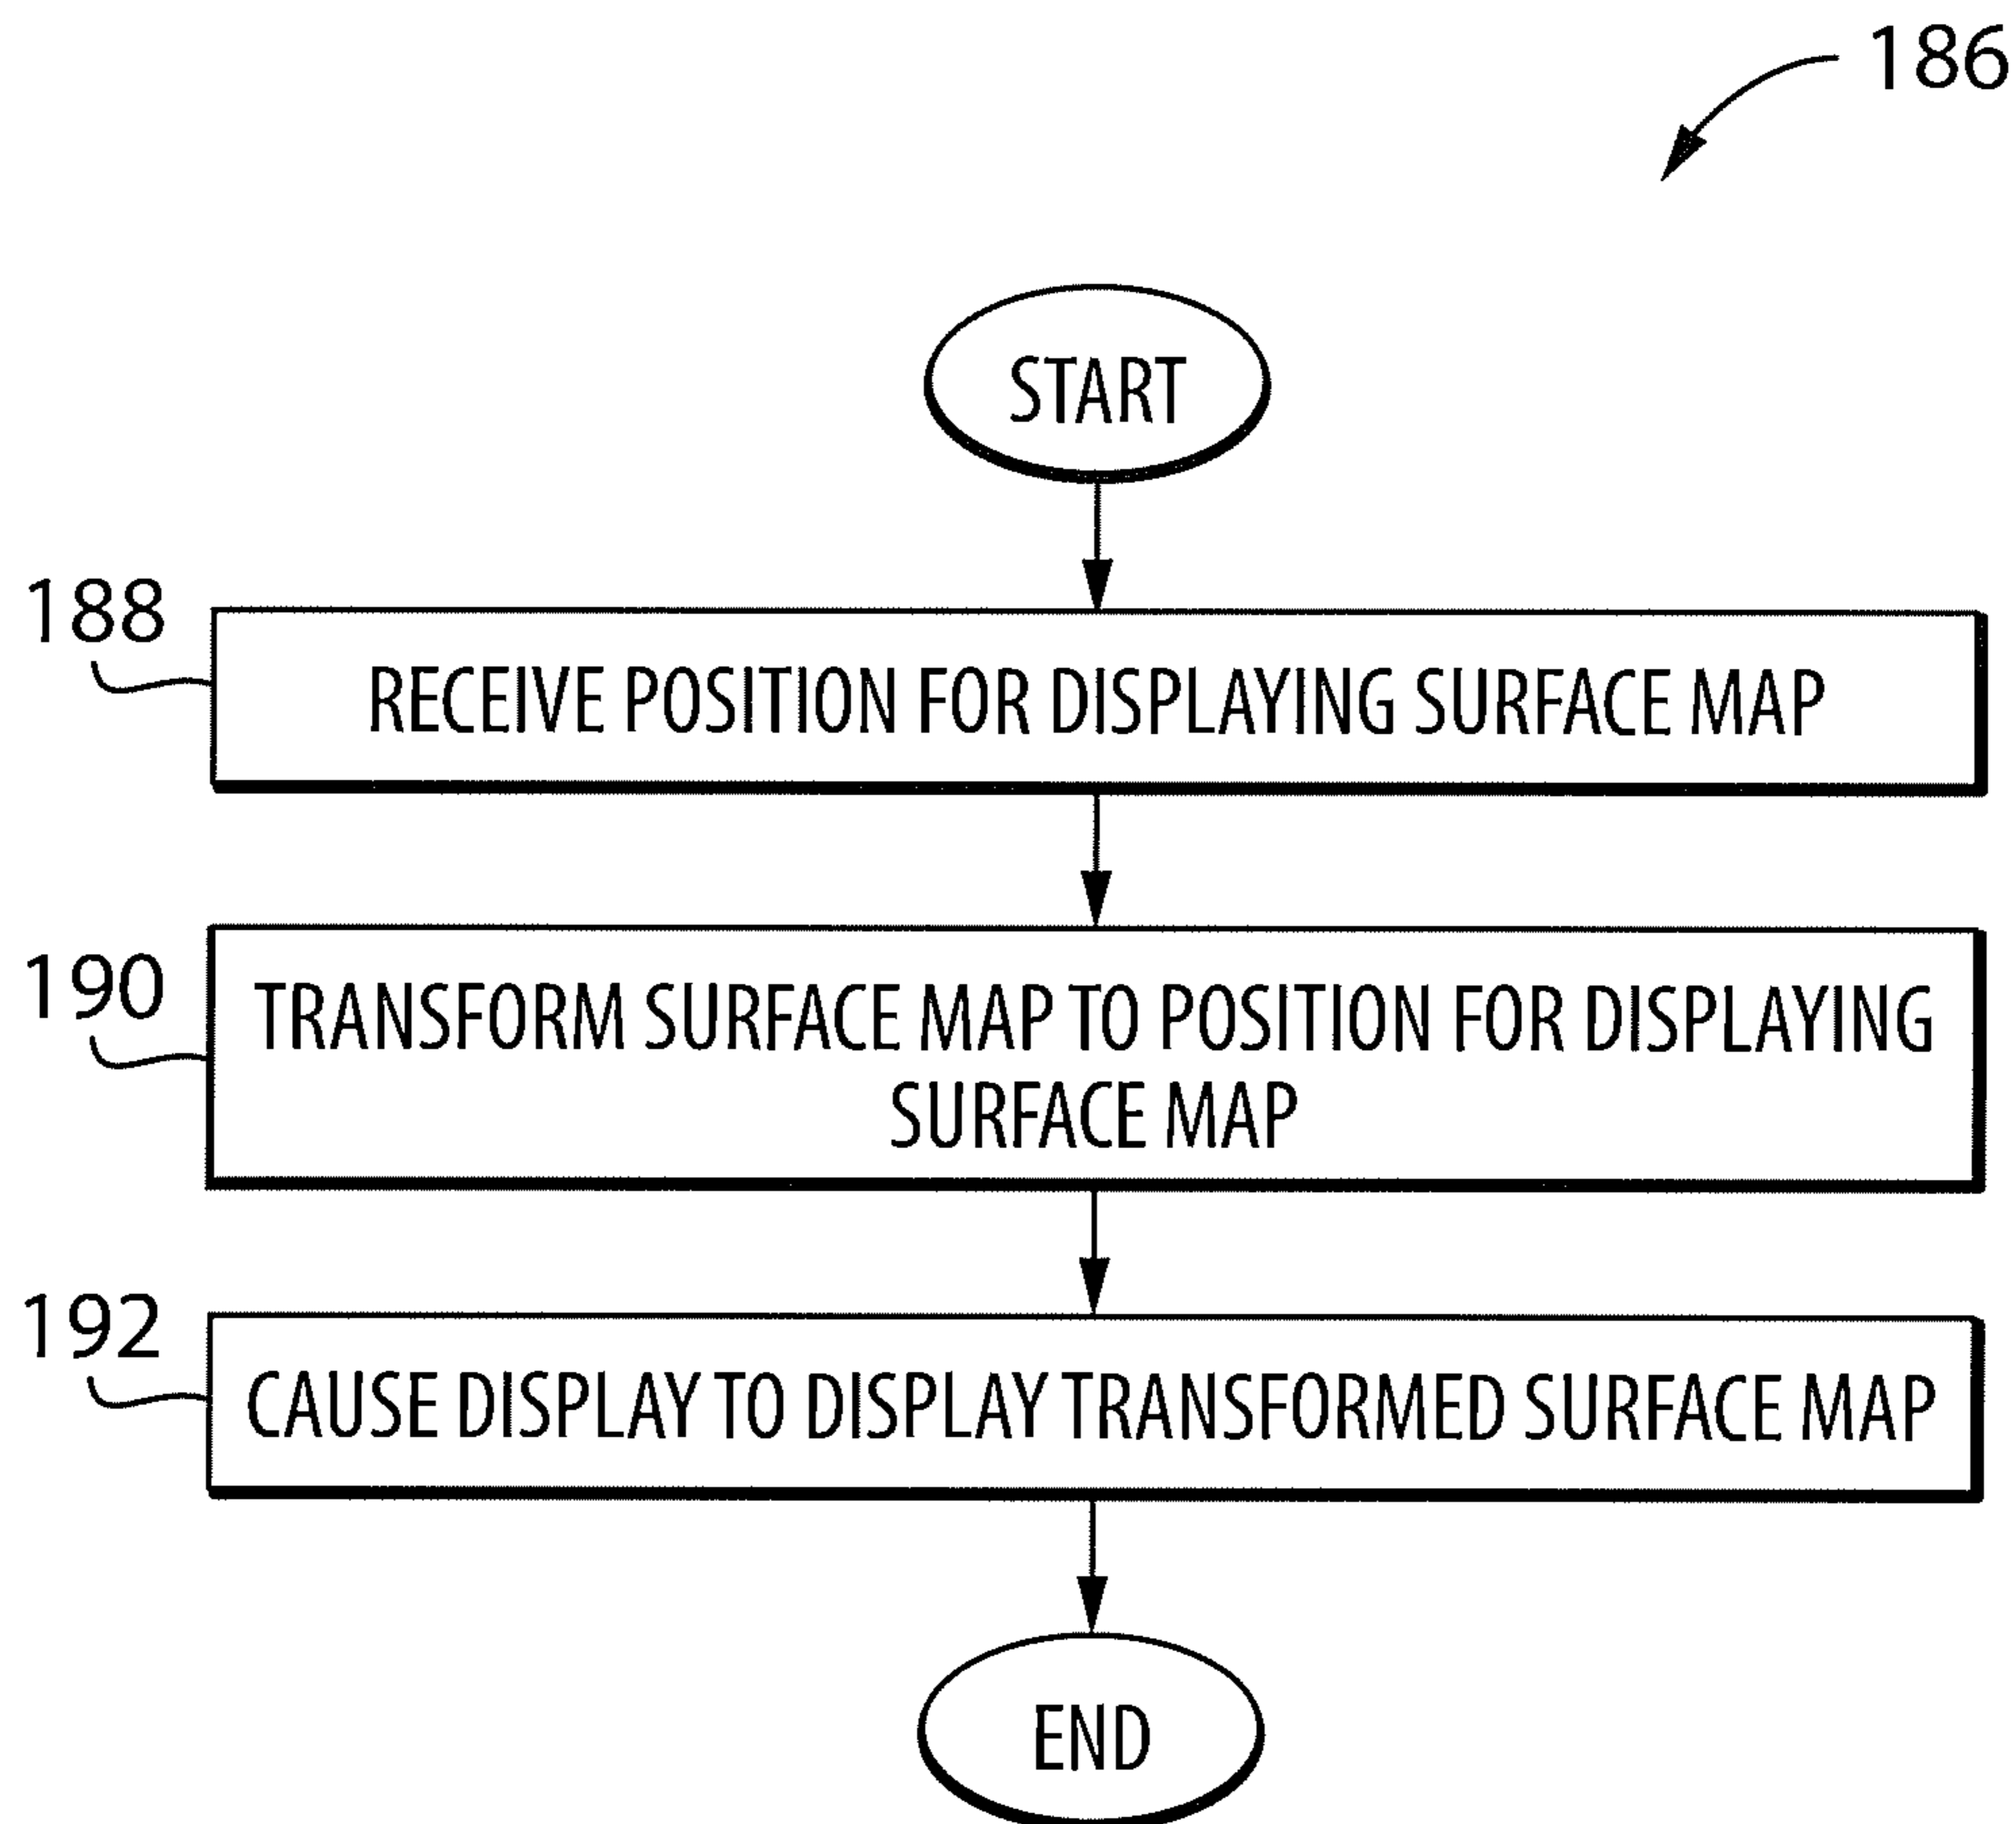 186
START
188
RECEIVE POSITION FOR DISPLAYING SURFACE MAP
190
TRANSFORM SURFACE MAP TO POSITION FOR DISPLAYING
SURFACE MAP
192
CAUSE DISPLAY TO DISPLAY TRANSFORMED SURFACE MAP
END